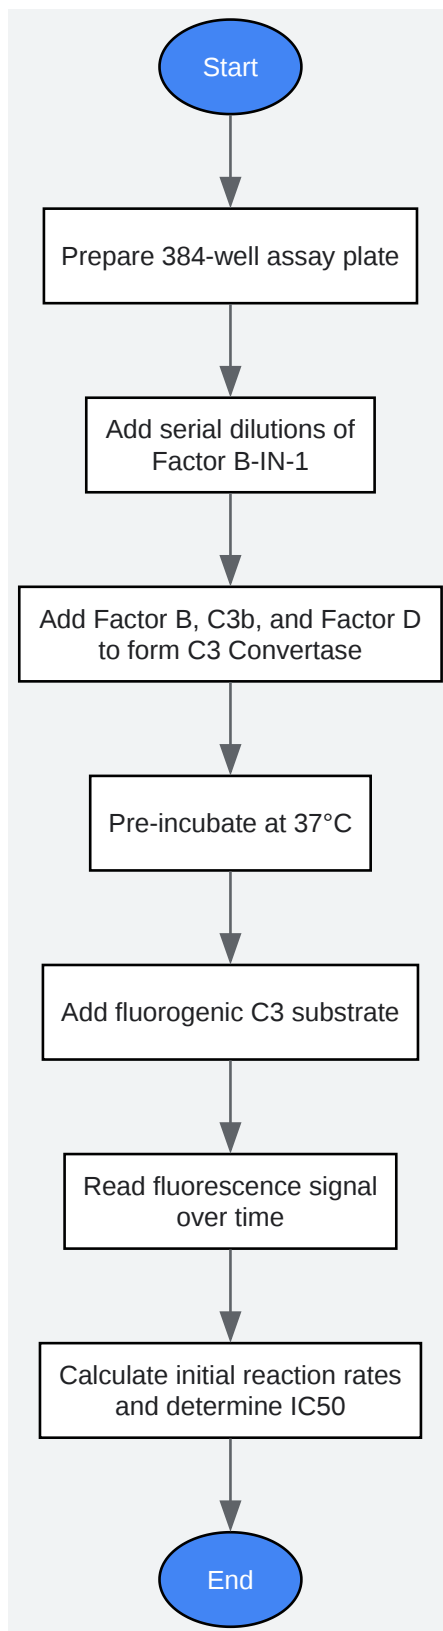 Start
Prepare 384-well assay plate
Add serial dilutions of
Factor B-IN-1
Add Factor B, C3b, and Factor D
to form C3 Convertase
Pre-incubate at 37°C
Add fluorogenic C3 substrate
Read fluorescence signal
over time
Calculate initial reaction rates
and determine IC50
End